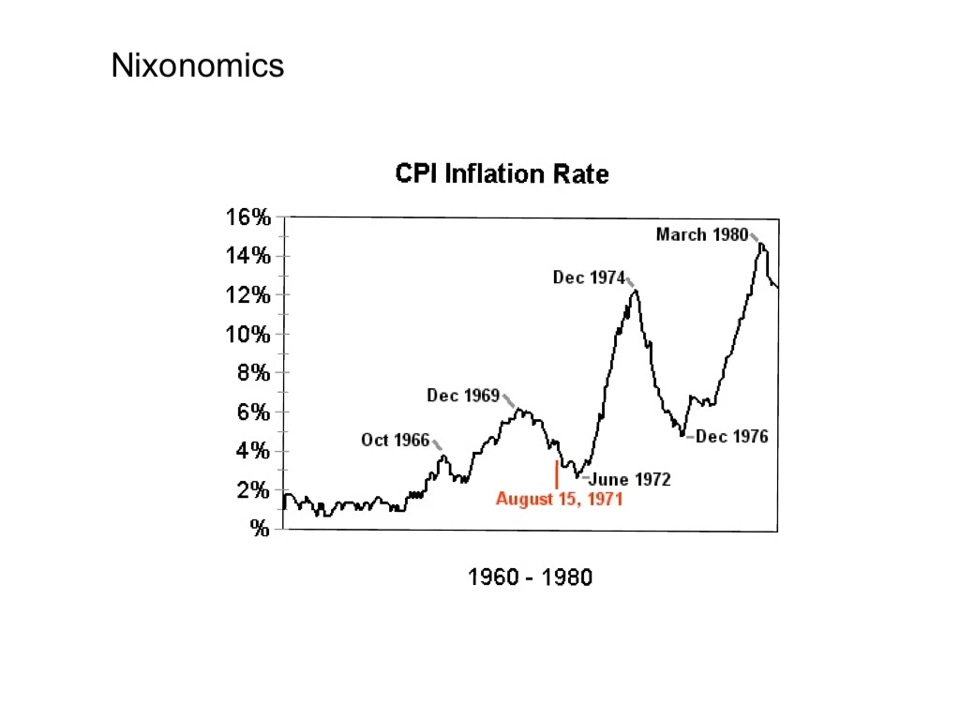 Nixonomics
CPI Inflation Rate
16%
14%
12%
10%
8%
6%
4%
2%
%
March 1980
Dec 1974
Dec 1969
Oct 1966
Dec 1976
June 1972
August 15, 1971
1960 - 1980